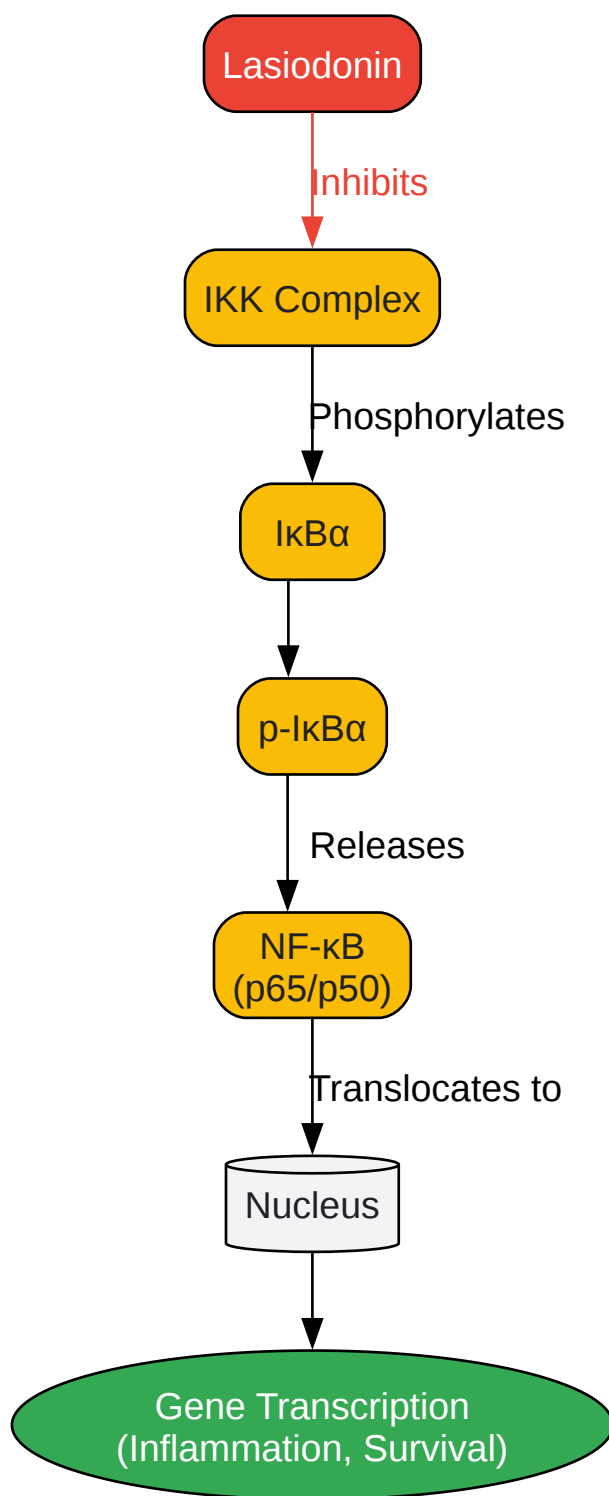 Lasiodonin
Inhibits
IKK Complex
Phosphorylates
IκBα
p-IκBα
Releases
NF-κB
(p65/p50)
Translocates to
Nucleus
Gene Transcription
(Inflammation, Survival)